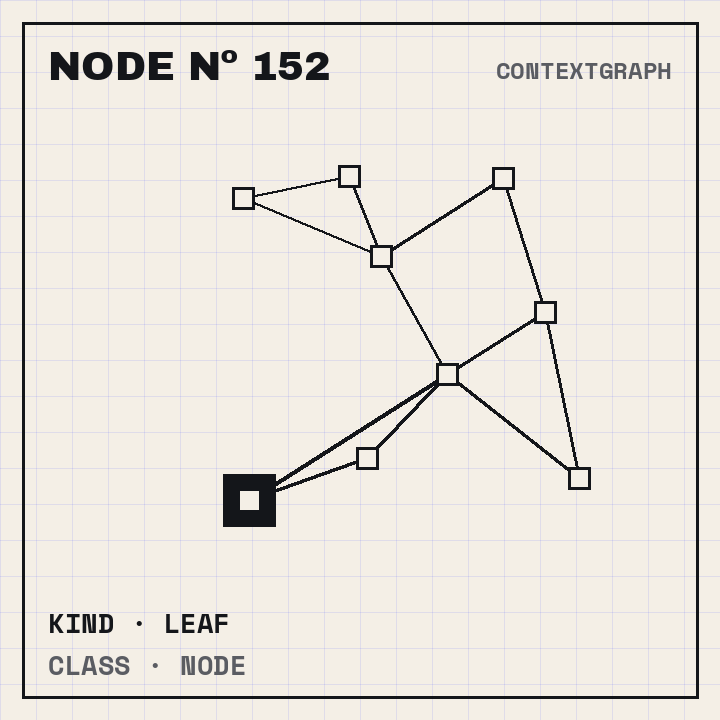 NODE Nº 152
CONTEXTGRAPH
KIND · LEAF
CLASS · NODE